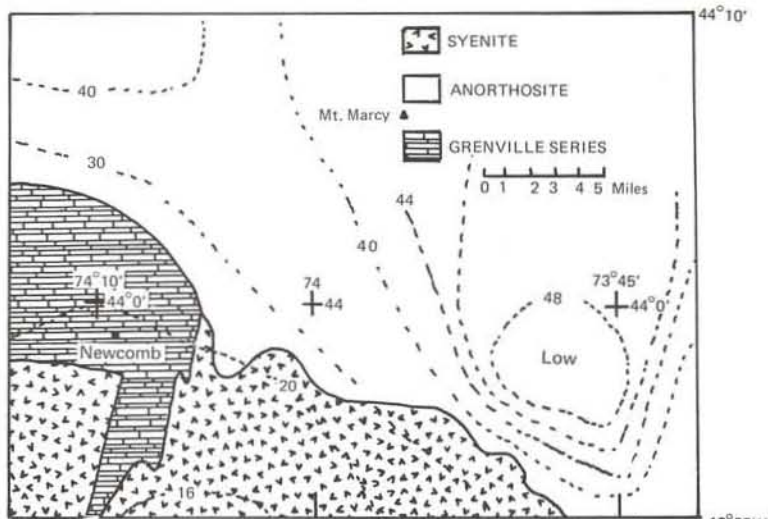 44°10'
SYENITE
40
ANORTHOSITE
Mt. Marcy
30
GRENVILLE SERIES
0 1 2 3 4 5 Miles
44
40
74°10'
44°0'
74
44
73°45'
44°0'
48
Newcomb
Low
20
16